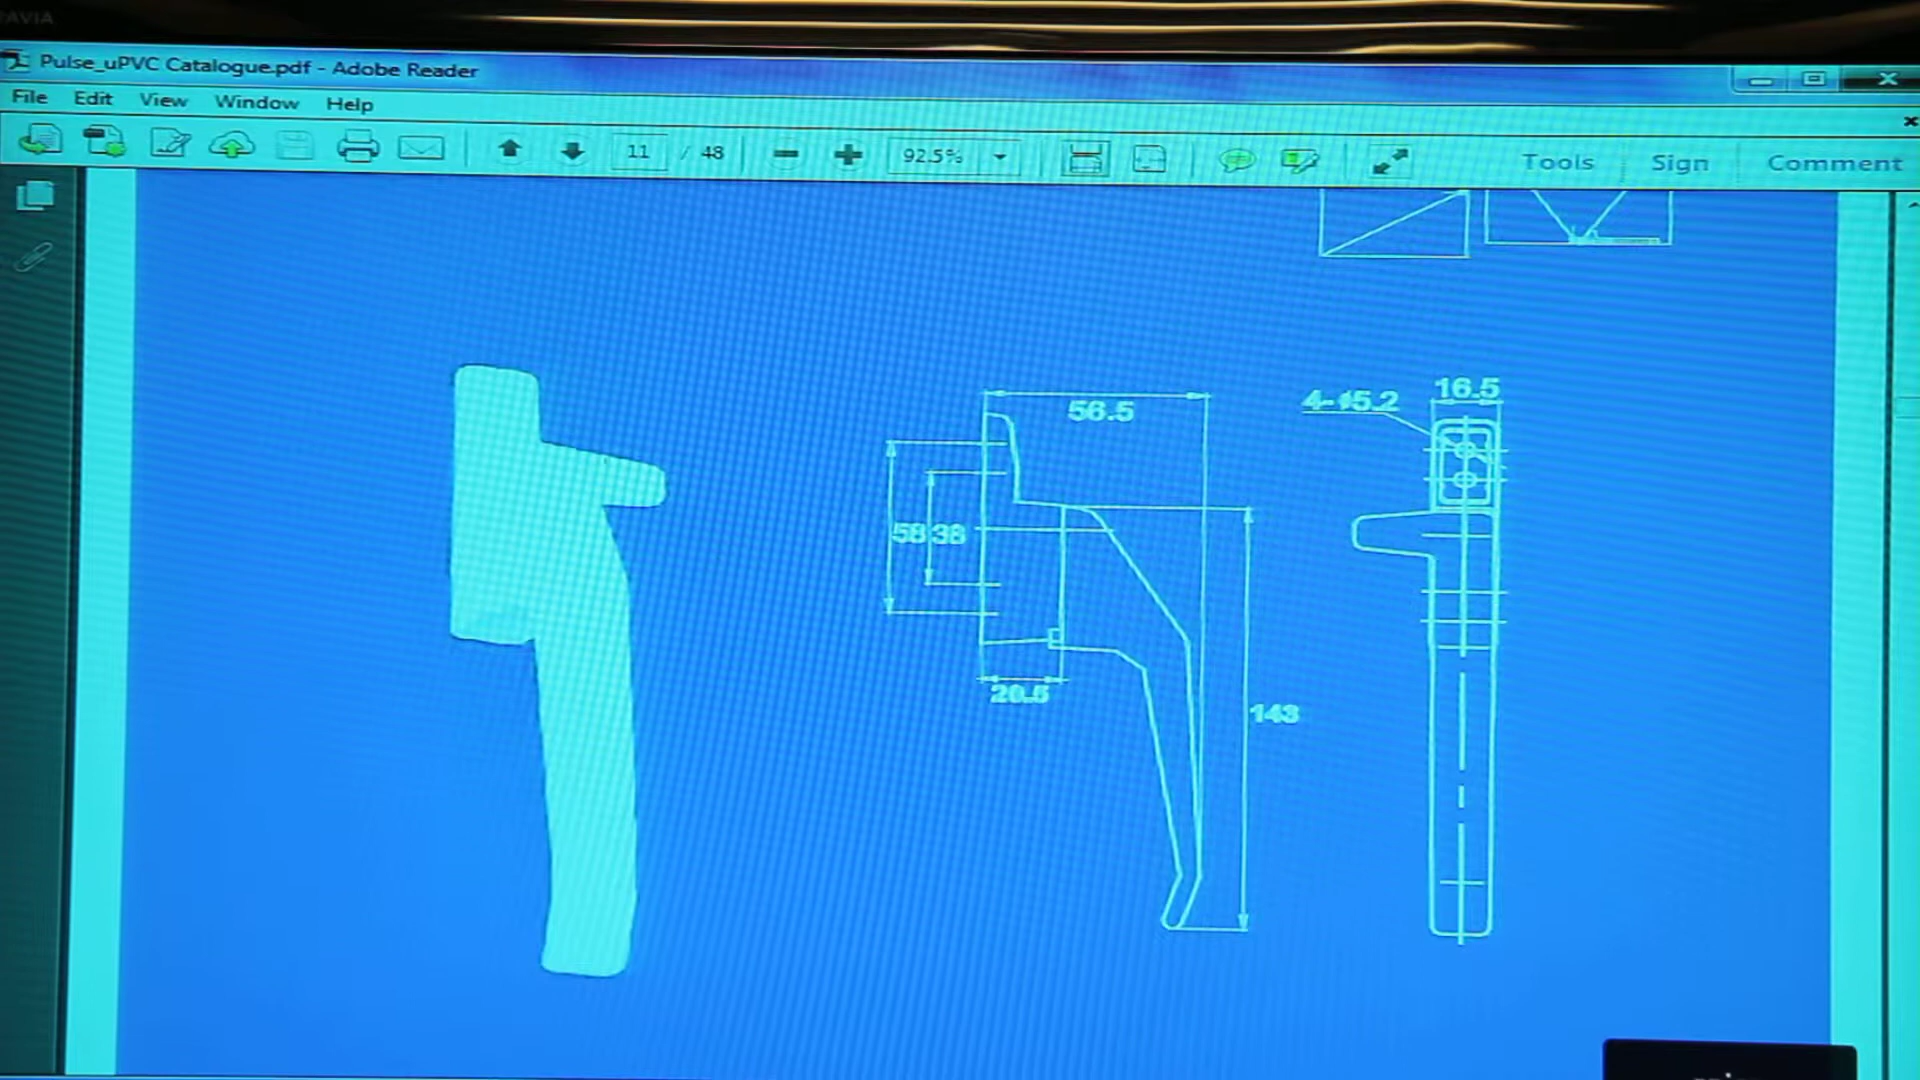 TAVIA
Pulse_uPVC Catalogue.pdf - Adobe Reader
File Edit View Window Help
11 / 48
92.5%
Tools Sign Comment
56.5
58
38
20.5
143
4-ϕ5.2
16.5